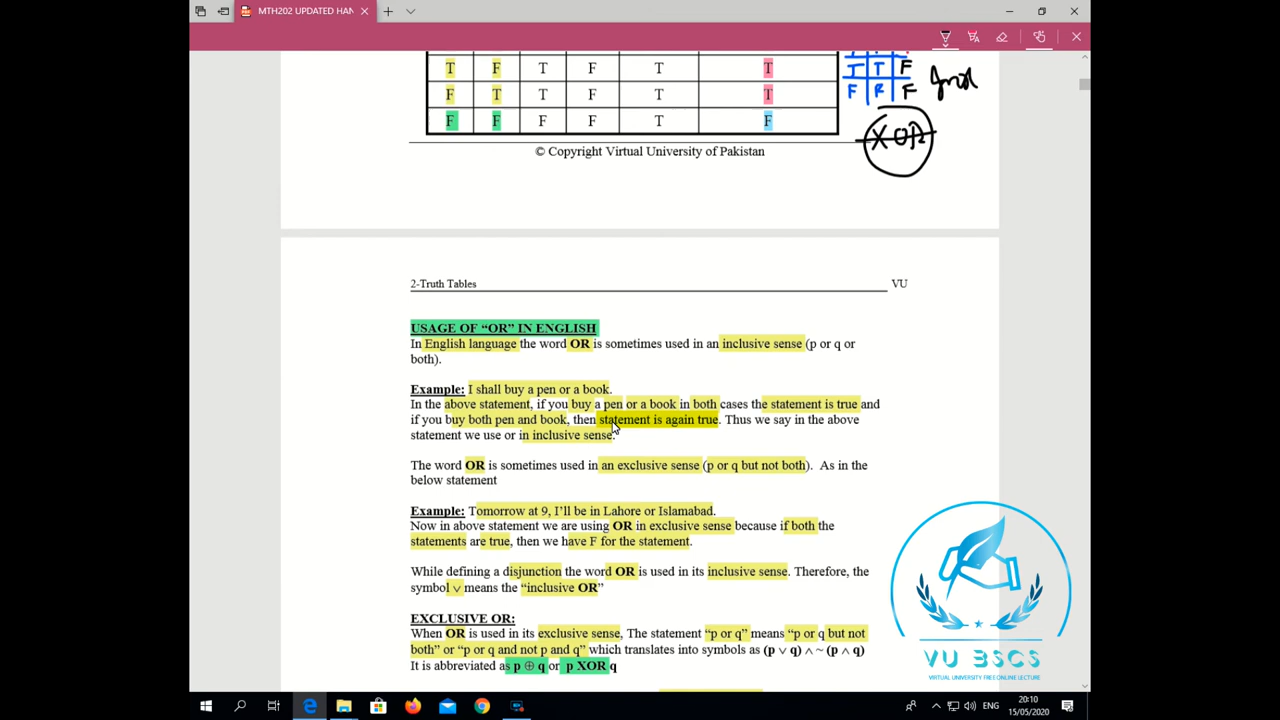 MTH202 UPDATED HAN
T F T F T T
F T T F T T
F F F F T F
T T F
F F F
XOR
© Copyright Virtual University of Pakistan
2-Truth Tables VU
USAGE OF “OR” IN ENGLISH
In English language the word OR is sometimes used in an inclusive sense (p or q or
both).
Example: I shall buy a pen or a book.
In the above statement, if you buy a pen or a book in both cases the statement is true and
if you buy both pen and book, then statement is again true. Thus we say in the above
statement we use or in inclusive sense.
The word OR is sometimes used in an exclusive sense (p or q but not both). As in the
below statement
Example: Tomorrow at 9, I’ll be in Lahore or Islamabad.
Now in above statement we are using OR in exclusive sense because if both the
statements are true, then we have F for the statement.
While defining a disjunction the word OR is used in its inclusive sense. Therefore, the
symbol ∨ means the “inclusive OR”
EXCLUSIVE OR:
When OR is used in its exclusive sense, The statement “p or q” means “p or q but not
both” or “p or q and not p and q” which translates into symbols as (p ∨ q) ∧ ~ (p ∧ q)
It is abbreviated as p ⊕ q or p XOR q
VU BSCS
VIRTUAL UNIVERSITY FREE ONLINE LECTURE
ENG
20:10
15/05/2020